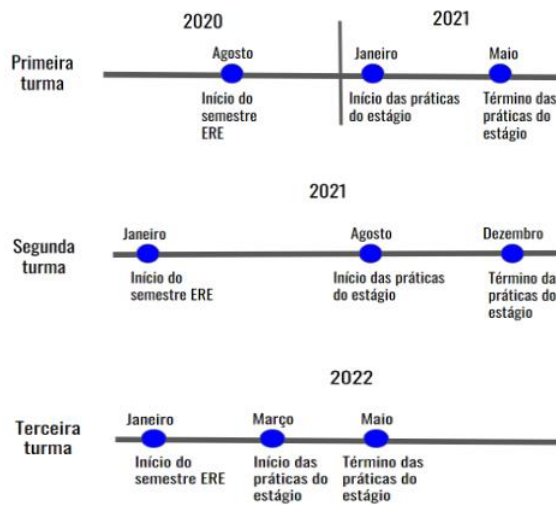 2020
2021
Primeira
turma
Agosto
Janeiro
Maio
Início do
semestre
ERE
Início das práticas
do estágio
Término das
práticas do
estágio
2021
Segunda
turma
Janeiro
Agosto
Dezembro
Início do
semestre ERE
Início das práticas
do estágio
Término da
práticas do
estágio
2022
Terceira
turma
Janeiro
Março
Maio
Início do
semestre ERE
Início das
práticas do
estágio
Término das
práticas do
estágio